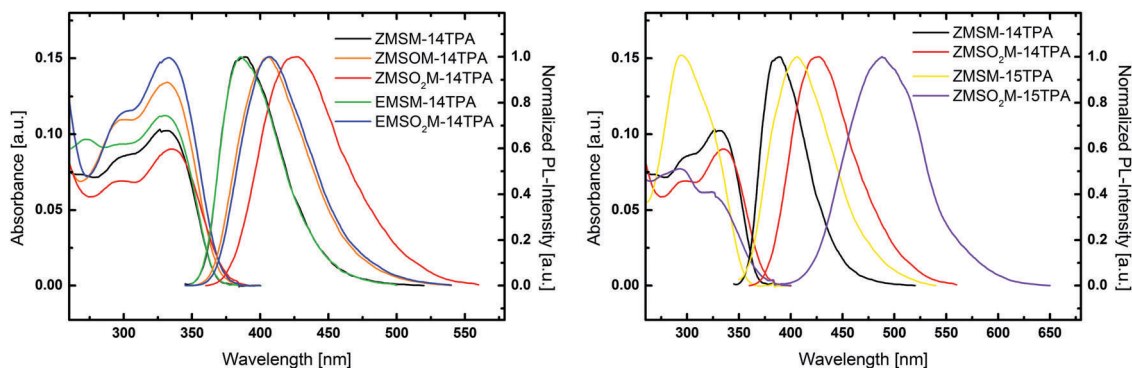 ZMSM-14TPA
ZMSOM-14TPA
ZMSO₂M-14TPA
EMSM-14TPA
EMSO₂M-14TPA
0.15
0.10
0.05
0.00
Absorbance [a.u.]
1.0
0.8
0.6
0.4
0.2
0.0
Normalized PL-Intensity [a.u.]
300 350 400 450 500 550
Wavelength [nm]
ZMSM-14TPA
ZMSO₂M-14TPA
ZMSM-15TPA
ZMSO₂M-15TPA
0.15
0.10
0.05
0.00
Absorbance [a.u.]
1.0
0.8
0.6
0.4
0.2
0.0
Normalized PL-Intensity [a.u.]
300 350 400 450 500 550 600 650
Wavelength [nm]